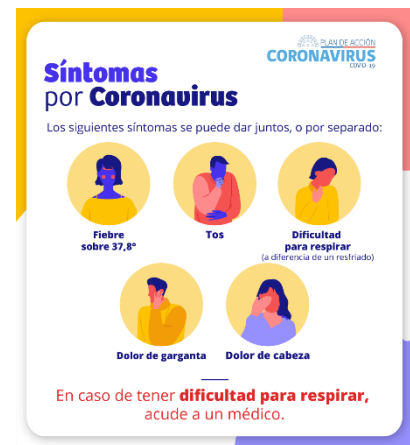 PLAN DE ACCIÓN
CORONAVIRUS
COVID-19
Síntomas
por Coronavirus
Los siguientes síntomas se puede dar juntos, o por separado:
Fiebre
sobre 37,8°
Tos
Dificultad
para respirar
(a diferencia de un resfriado)
Dolor de garganta
Dolor de cabeza
En caso de tener dificultad para respirar,
acude a un médico.